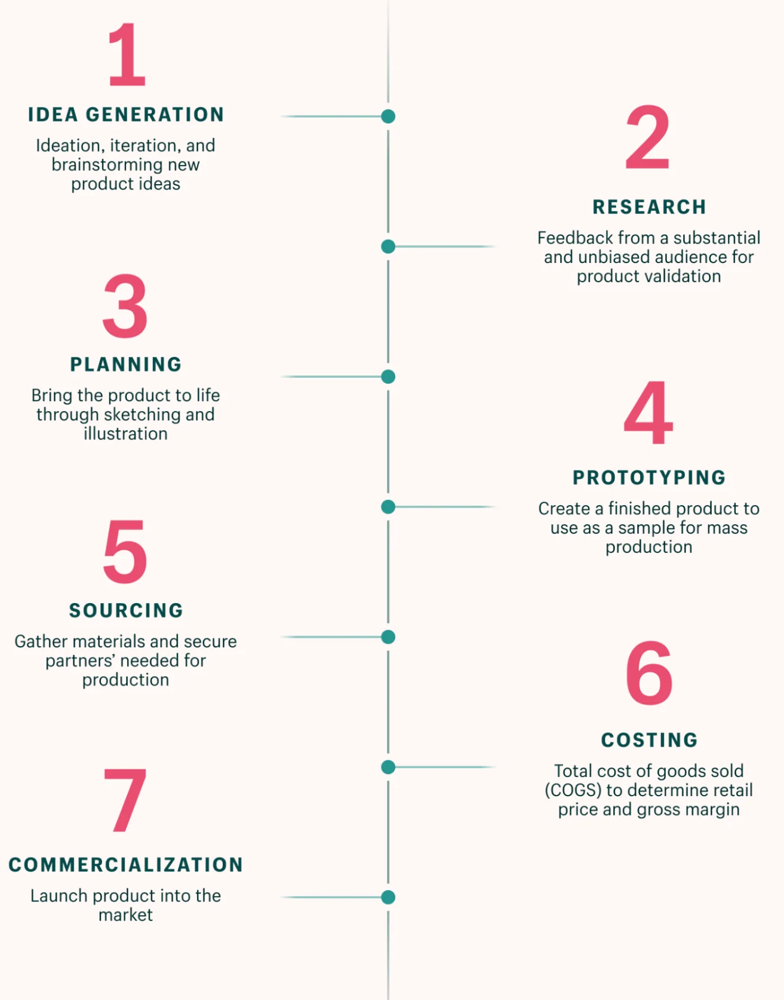 1
IDEA GENERATION
Ideation, iteration, and
brainstorming new
product ideas
2
RESEARCH
Feedback from a substantial
and unbiased audience for
product validation
3
PLANNING
Bring the product to life
through sketching and
illustration
4
PROTOTYPING
Create a finished product to
use as a sample for mass
production
5
SOURCING
Gather materials and secure
partners’ needed for
production
6
COSTING
Total cost of goods sold
(COGS) to determine retail
price and gross margin
7
COMMERCIALIZATION
Launch product into the
market